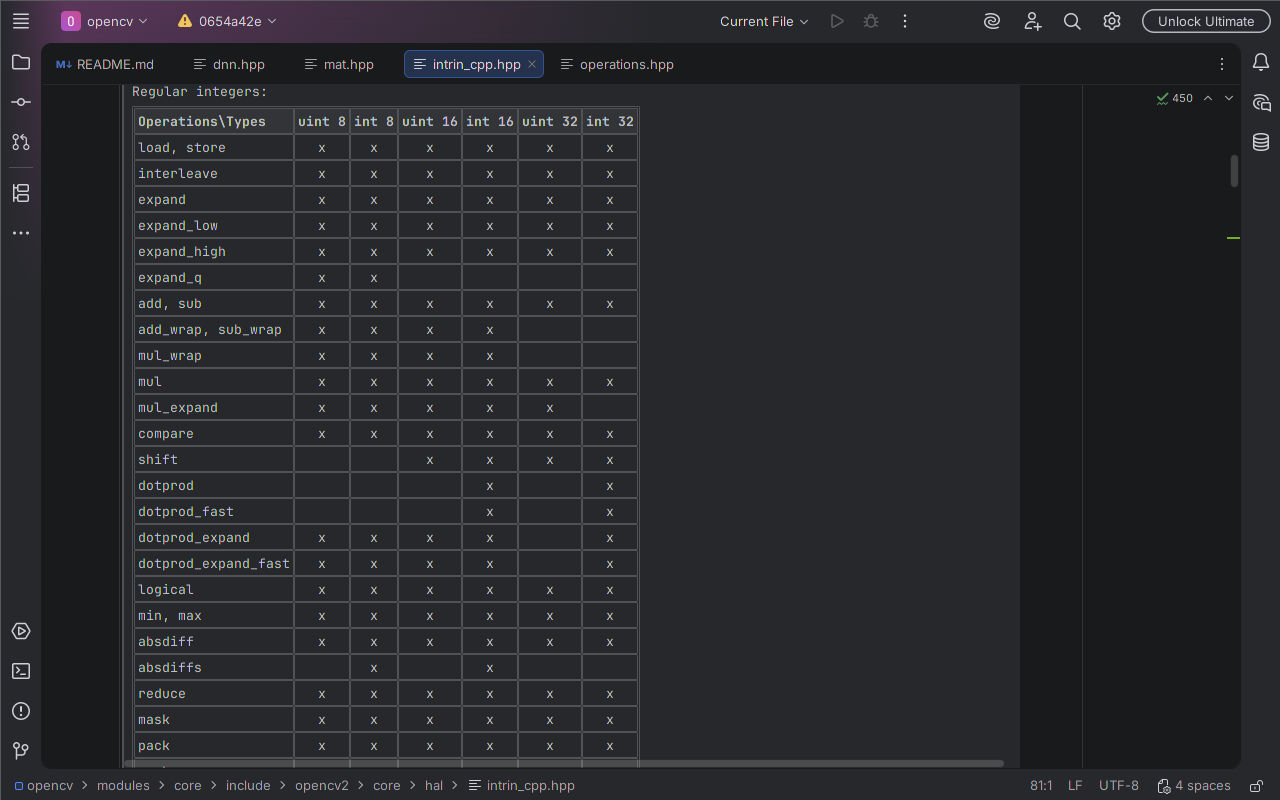 opencv
0654a42e
Current File
Unlock Ultimate
README.md
dnn.hpp
mat.hpp
intrin_cpp.hpp
operations.hpp
450
Regular integers:
Operations\Types uint 8 int 8 uint 16 int 16 uint 32 int 32
load, store x x x x x x
interleave x x x x x x
expand x x x x x x
expand_low x x x x x x
expand_high x x x x x x
expand_q x x
add, sub x x x x x x
add_wrap, sub_wrap x x x x
mul_wrap x x x x
mul x x x x x x
mul_expand x x x x x
compare x x x x x x
shift x x x x
dotprod x x
dotprod_fast x x
dotprod_expand x x x x x
dotprod_expand_fast x x x x x
logical x x x x x x
min, max x x x x x x
absdiff x x x x x x
absdiffs x x
reduce x x x x x x
mask x x x x x x
pack x x x x x x
opencv modules core include opencv2 core hal intrin_cpp.hpp 81:1 LF UTF-8 4 spaces